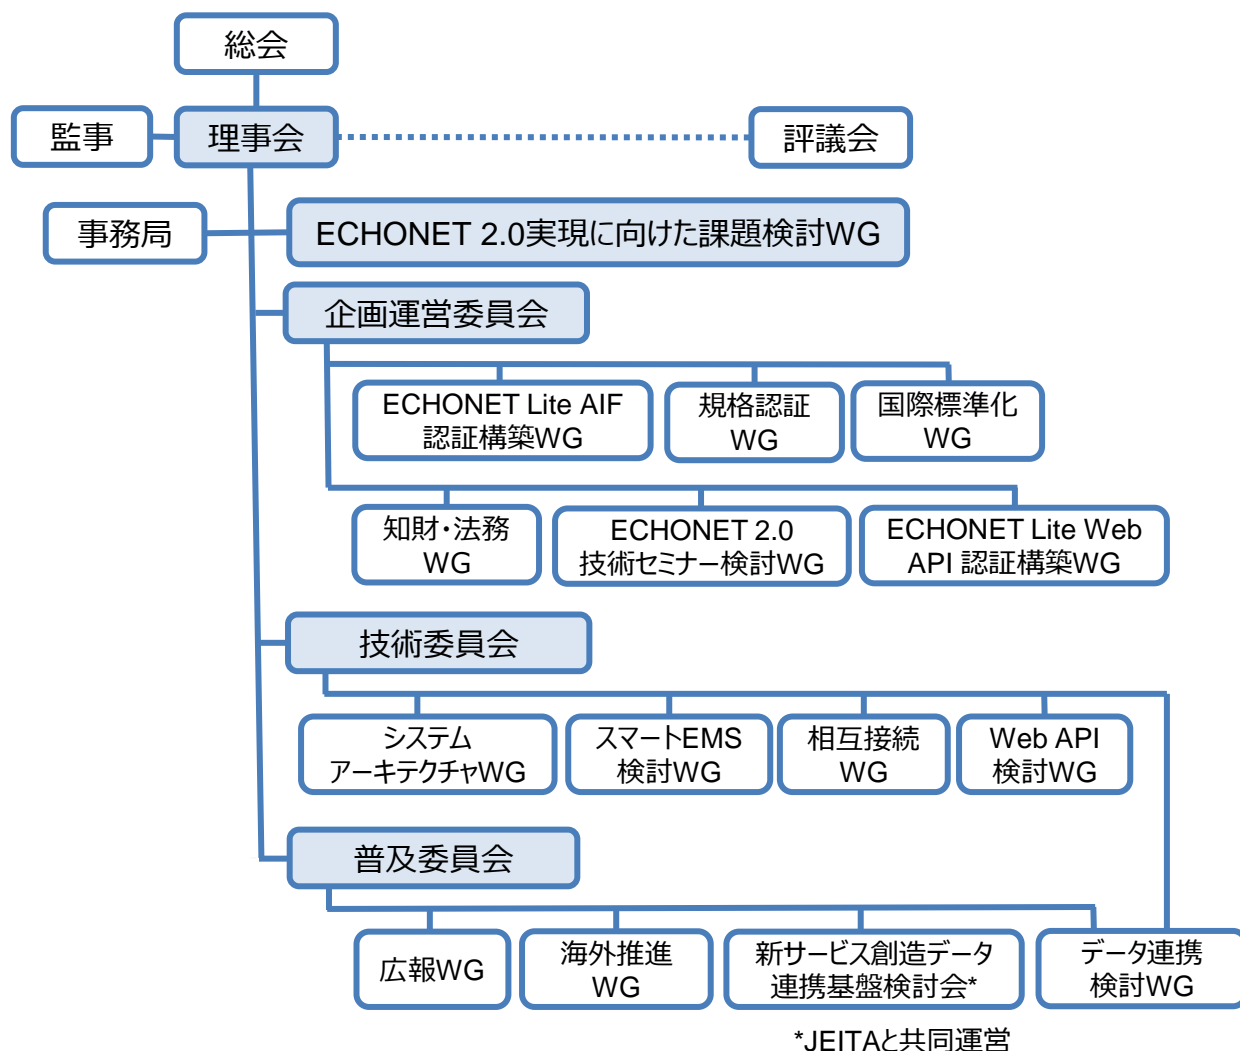 総会
監事
理事会
評議会
事務局
ECHONET 2.0実現に向けた課題検討WG
企画運営委員会
ECHONET Lite AIF
認証構築WG
規格認証
WG
国際標準化
WG
知財・法務
WG
ECHONET 2.0
技術セミナー検討WG
ECHONET Lite Web
API 認証構築WG
技術委員会
システム
アーキテクチャWG
スマートEMS
検討WG
相互接続
WG
Web API
検討WG
普及委員会
広報WG
海外推進
WG
新サービス創造データ
連携基盤検討会*
データ連携
検討WG
*JEITAと共同運営